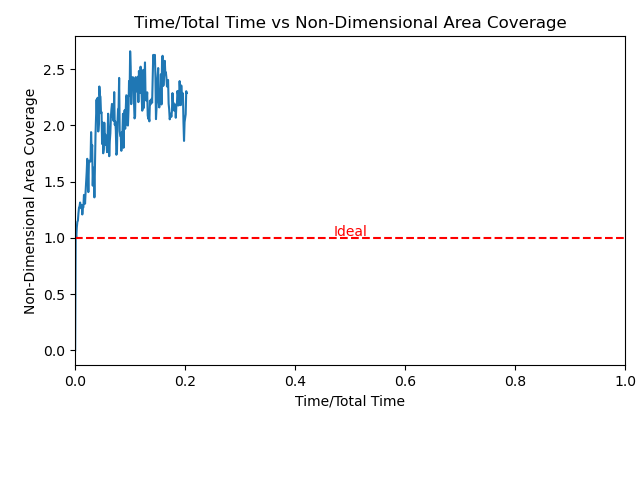 Time/Total Time vs Non-Dimensional Area Coverage
Non-Dimensional Area Coverage
2.5
2.0
1.5
1.0
0.5
0.0
Ideal
0.0 0.2 0.4 0.6 0.8 1.0
Time/Total Time